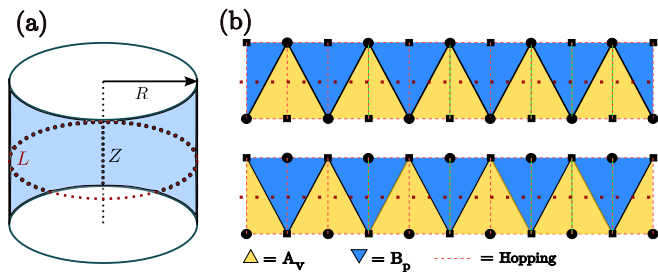 (a)
R
L
Z
(b)
= A_v = B_p = Hopping